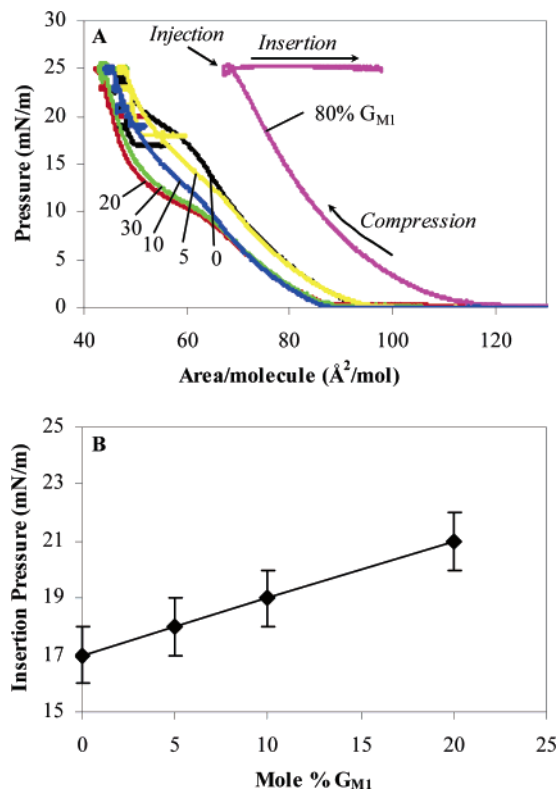 A
Injection
Insertion
80% GM1
Compression
20
30
10
5
0
30
25
20
15
10
5
0
Pressure (mN/m)
40
60
80
100
120
Area/molecule (Å²/mol)
B
25
23
21
19
17
15
Insertion Pressure (mN/m)
0
5
10
15
20
25
Mole % GM1